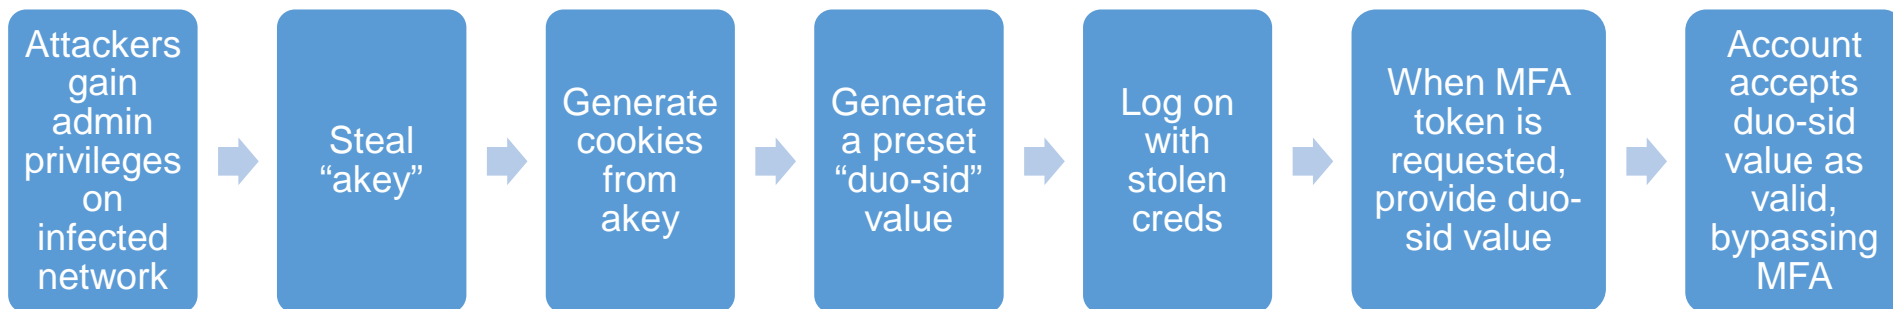 Attackers
gain
admin
privileges
on
infected
network
Steal
“akey”
Generate
cookies
from
akey
Generate
a preset
“duo-sid”
value
Log on
with
stolen
creds
When MFA
token is
requested,
provide duo-
sid value
Account
accepts
duo-sid
value as
valid,
bypassing
MFA